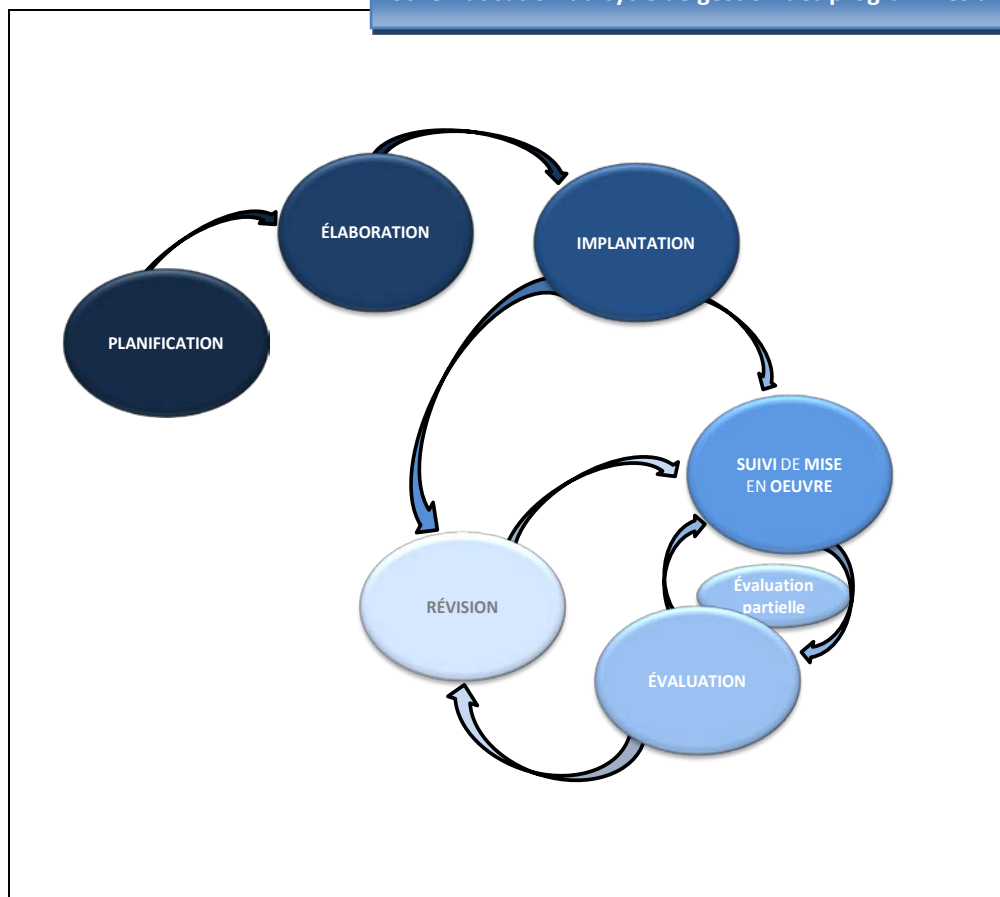 ÉLABORATION
IMPLANTATION
PLANIFICATION
SUIVI DE MISE
EN OEUVRE
Évaluation
partielle
RÉVISION
ÉVALUATION